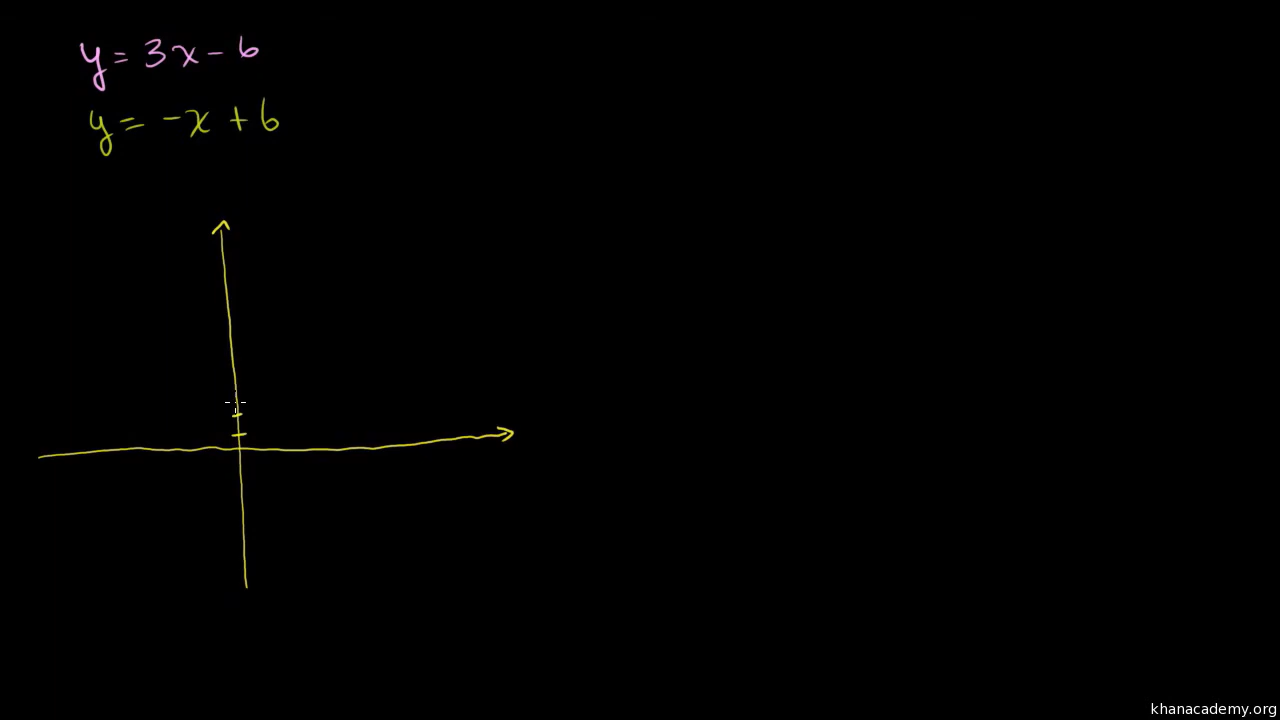 y = 3x - 6
y = -x + 6
khanacademy.org